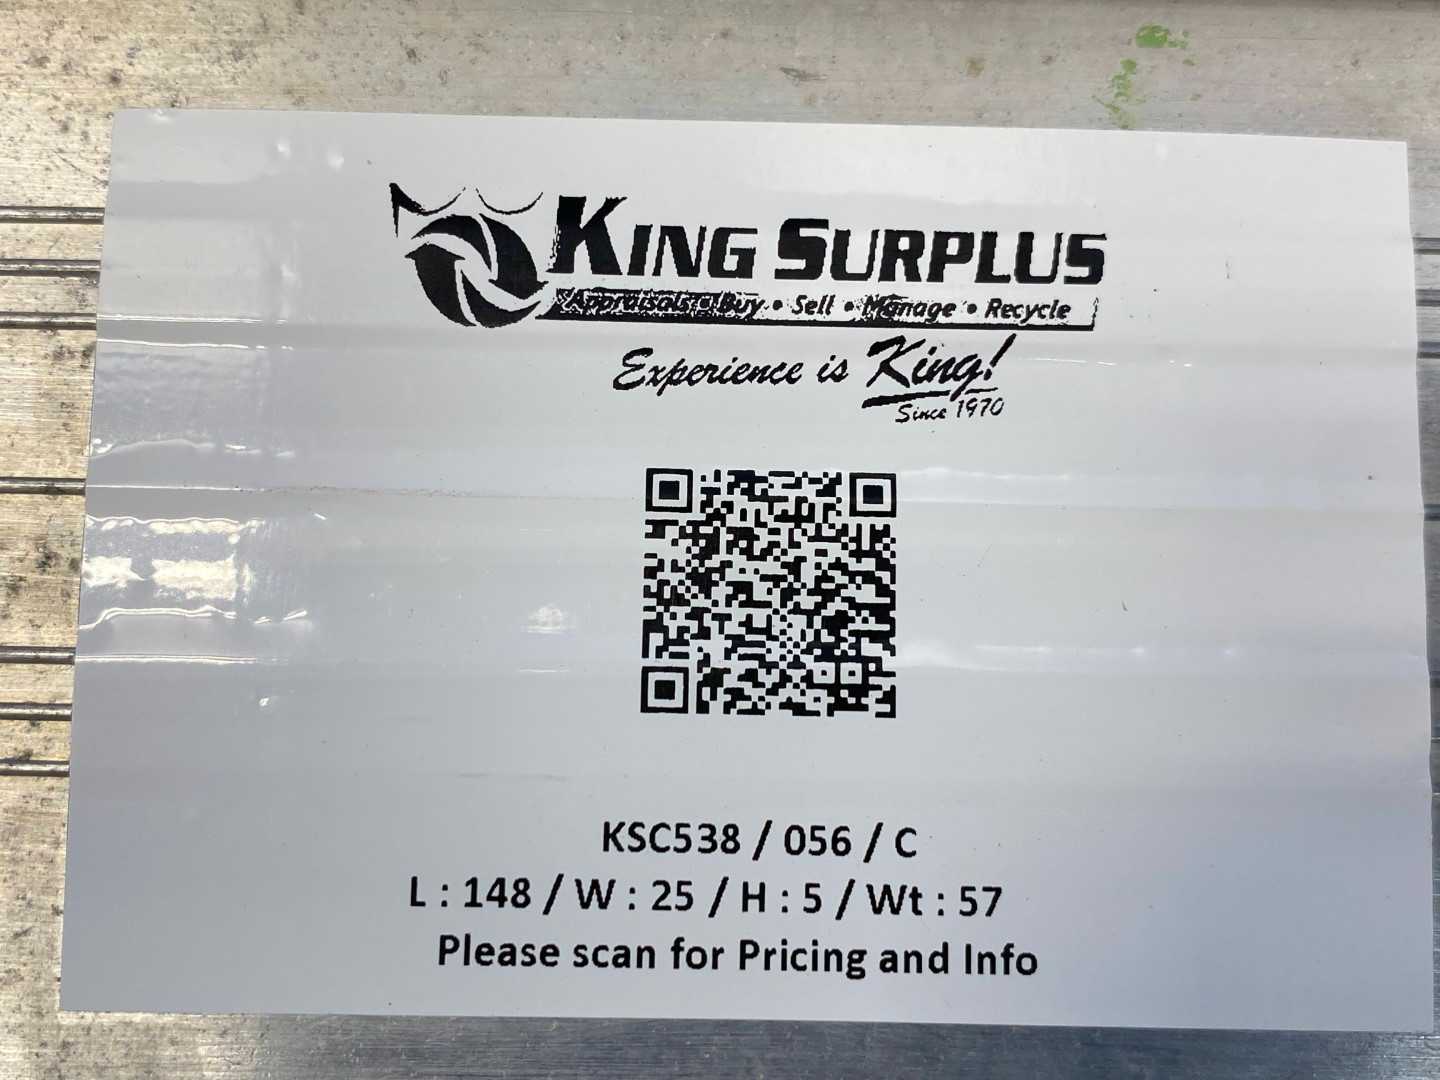 KING SURPLUS
Appraisals • Buy • Sell • Manage • Recycle
Experience is King!
Since 1970
KSC538 / 056 / C
L : 148 / W : 25 / H : 5 / Wt : 57
Please scan for Pricing and Info